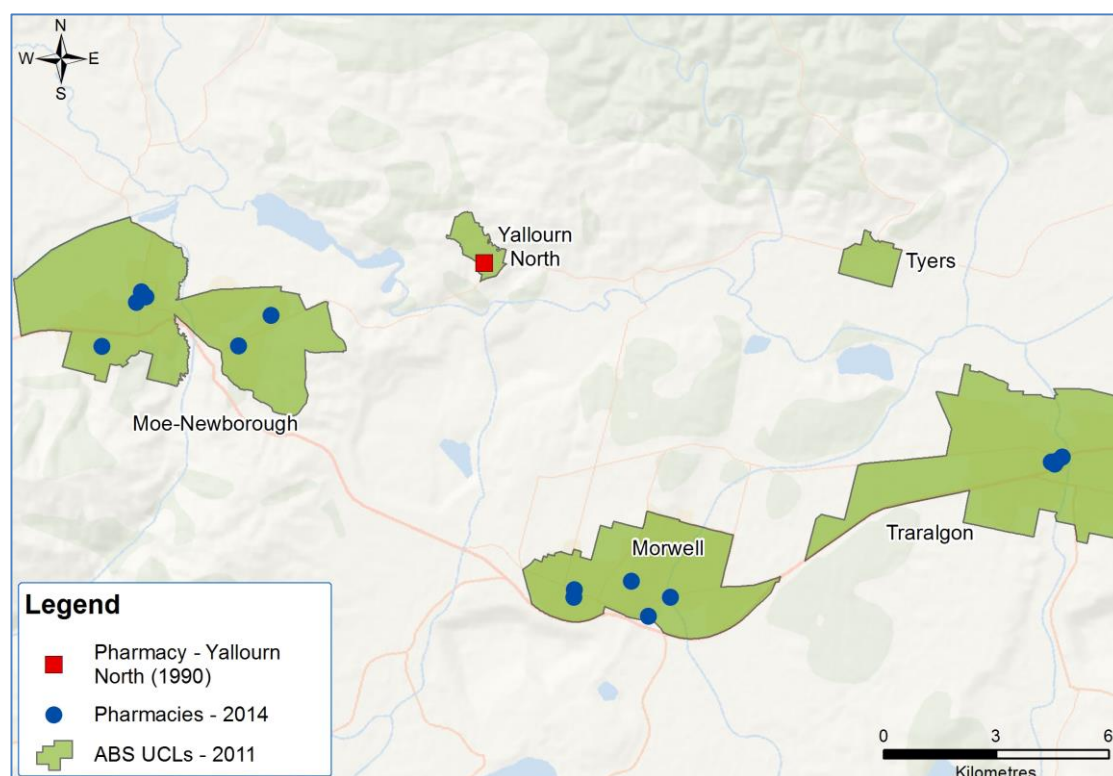 N
W E
S
Yallourn
North
Tyers
Moe-Newborough
Morwell
Traralgon
Legend
Pharmacy - Yallourn
North (1990)
Pharmacies - 2014
ABS UCLs - 2011
0 3 6
Kilometres